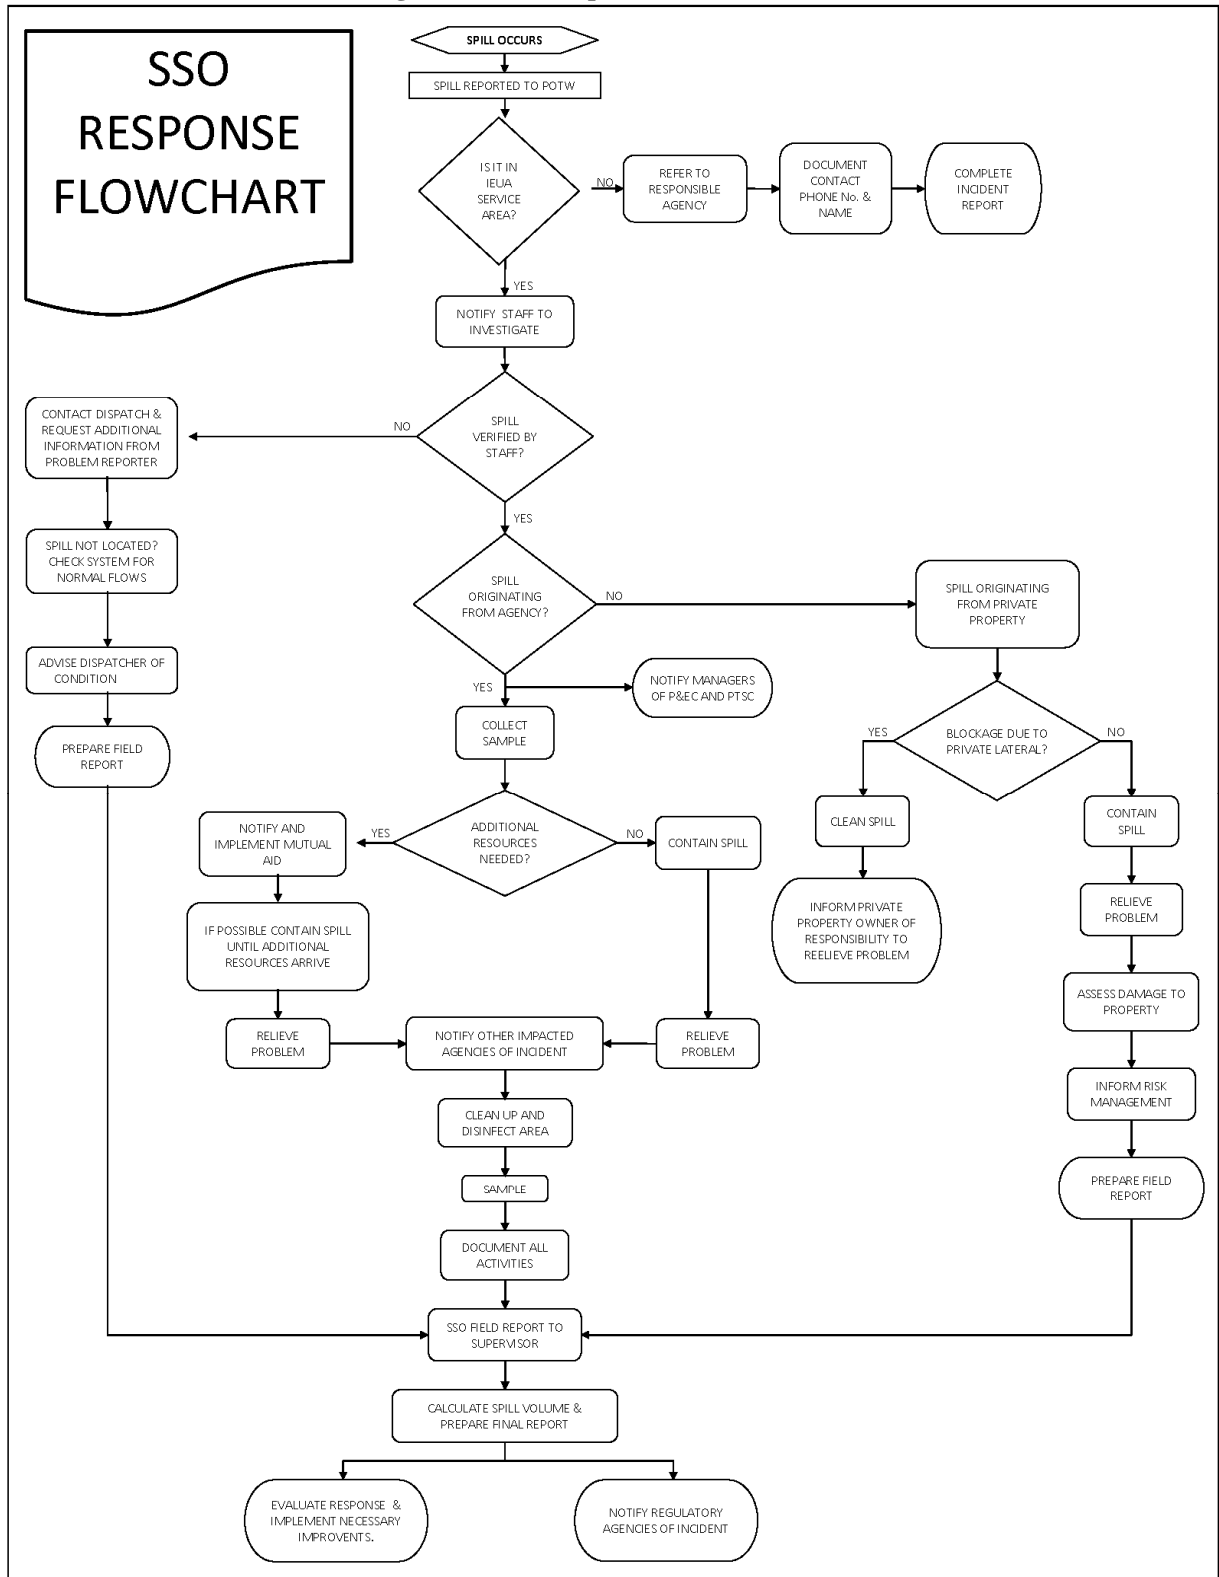 SSO
RESPONSE
FLOWCHART
SPILL OCCURS
SPILL REPORTED TO POTW
IS IT IN
IEUA
SERVICE
AREA?
NO
REFER TO
RESPONSIBLE
AGENCY
DOCUMENT
CONTACT
PHONE No. &
NAME
COMPLETE
INCIDENT
REPORT
YES
NOTIFY STAFF TO
INVESTIGATE
SPILL
VERIFIED BY
STAFF?
NO
CONTACT DISPATCH &
REQUEST ADDITIONAL
INFORMATION FROM
PROBLEM REPORTER
SPILL NOT LOCATED?
CHECK SYSTEM FOR
NORMAL FLOWS
ADVISE DISPATCHER OF
CONDITION
PREPARE FIELD
REPORT
YES
SPILL
ORIGINATING
FROM AGENCY?
NO
SPILL ORIGINATING
FROM PRIVATE
PROPERTY
YES
NOTIFY MANAGERS
OF P&EC AND PTSC
COLLECT
SAMPLE
BLOCKAGE DUE TO
PRIVATE LATERAL?
YES
NO
CLEAN SPILL
INFORM PRIVATE
PROPERTY OWNER OF
RESPONSIBILITY TO
REELIEVE PROBLEM
CONTAIN
SPILL
RELIEVE
PROBLEM
ASSESS DAMAGE TO
PROPERTY
INFORM RISK
MANAGEMENT
PREPARE FIELD
REPORT
ADDITIONAL
RESOURCES
NEEDED?
YES
NO
NOTIFY AND
IMPLEMENT MUTUAL
AID
IF POSSIBLE CONTAIN SPILL
UNTIL ADDITIONAL
RESOURCES ARRIVE
RELIEVE
PROBLEM
CONTAIN SPILL
RELIEVE
PROBLEM
NOTIFY OTHER IMPACTED
AGENCIES OF INCIDENT
CLEAN UP AND
DISINFECT AREA
SAMPLE
DOCUMENT ALL
ACTIVITIES
SSO FIELD REPORT TO
SUPERVISOR
CALCULATE SPILL VOLUME &
PREPARE FINAL REPORT
EVALUATE RESPONSE &
IMPLEMENT NECESSARY
IMPROVENTS.
NOTIFY REGULATORY
AGENCIES OF INCIDENT